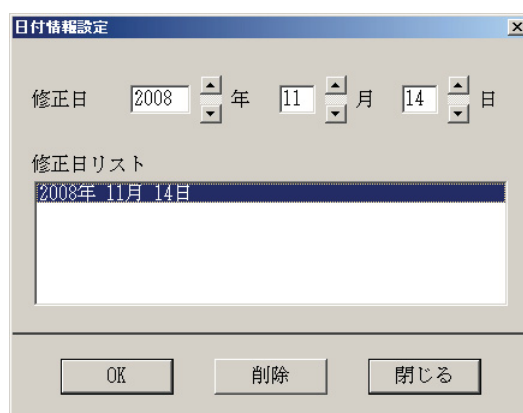 日付情報設定
修正日 2008 年 11 月 14 日
修正日リスト
2008年 11月 14日
OK 削除 閉じる